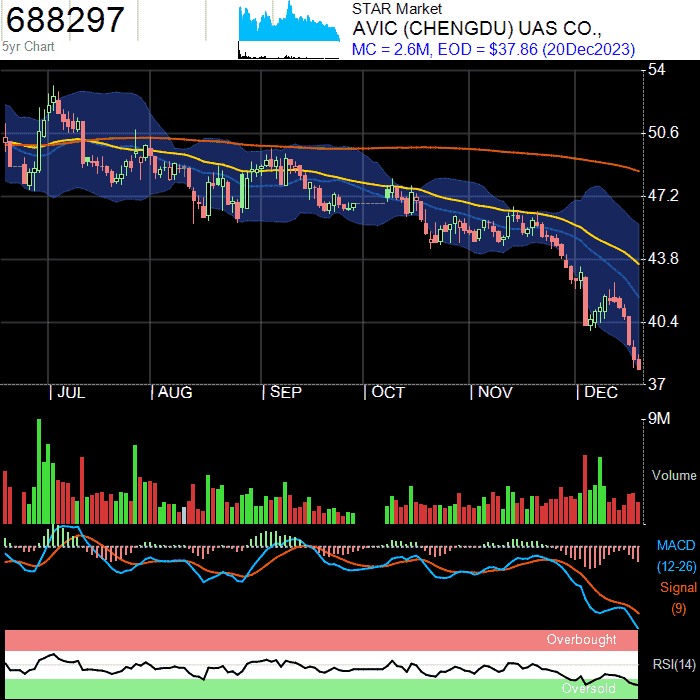 688297
5yr Chart
STAR Market
AVIC (CHENGDU) UAS CO.,
MC = 2.6M, EOD = $37.86 (20Dec2023)
54
50.6
47.2
43.8
40.4
37
JUL AUG SEP OCT NOV DEC
9M
Volume
MACD
(12-26)
Signal
(9)
Overbought
RSI(14)
Oversold